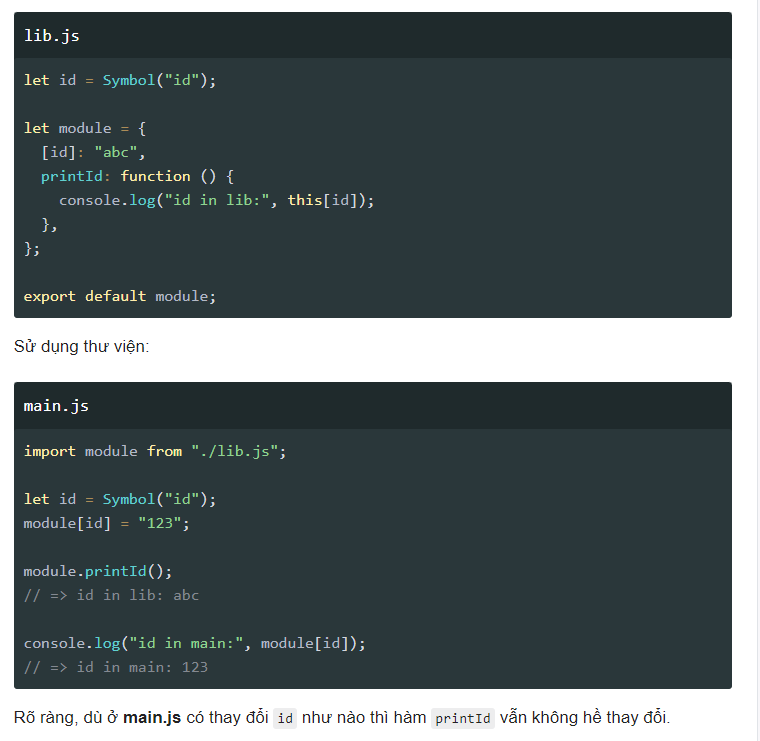 lib.js
let id = Symbol("id");
let module = {
  [id]: "abc",
  printId: function () {
    console.log("id in lib:", this[id]);
  },
};
export default module;
Sử dụng thư viện:
main.js
import module from "./lib.js";
let id = Symbol("id");
module[id] = "123";
module.printId();
// => id in lib: abc
console.log("id in main:", module[id]);
// => id in main: 123
Rõ ràng, dù ở main.js có thay đổi id như nào thì hàm printId vẫn không hề thay đổi.